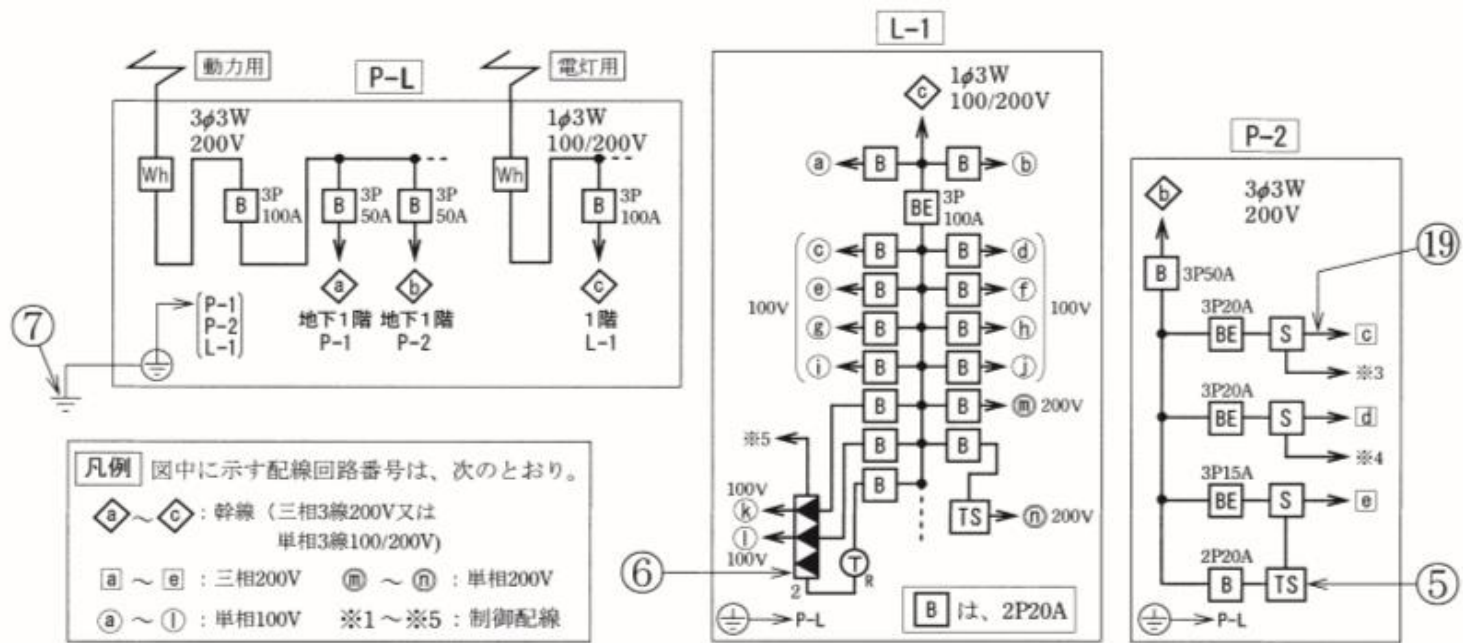 動力用
P-L
電灯用
3φ3W
200V
1φ3W
100/200V
Wh
B
3P
100A
B
3P
50A
B
3P
50A
Wh
B
3P
100A
a
b
c
地下1階
P-1
地下1階
P-2
1階
L-1
P-1
P-2
L-1
⑦
凡例 図中に示す配線回路番号は、次のとおり。
a ~ c : 幹線 (三相3線200V又は
単相3線100/200V)
a ~ e : 三相200V ⓜ ~ ⓝ : 単相200V
ⓐ ~ ⓛ : 単相100V ※1~※5 : 制御配線
L-1
c
1φ3W
100/200V
ⓐ B B ⓑ
BE
3P
100A
ⓒ B B ⓓ
ⓔ B B ⓕ
100V
100V
ⓖ B B ⓗ
ⓘ B B ⓙ
B B ⓜ 200V
※5
B B
100V
B
ⓚ
TS ⓝ 200V
ⓛ
100V
T
R
⑥
2
P-L
B は、2P20A
P-2
b
3φ3W
200V
⑲
B 3P50A
3P20A
BE S c
※3
3P20A
BE S d
※4
3P15A
BE S e
2P20A
B TS
⑤
P-L